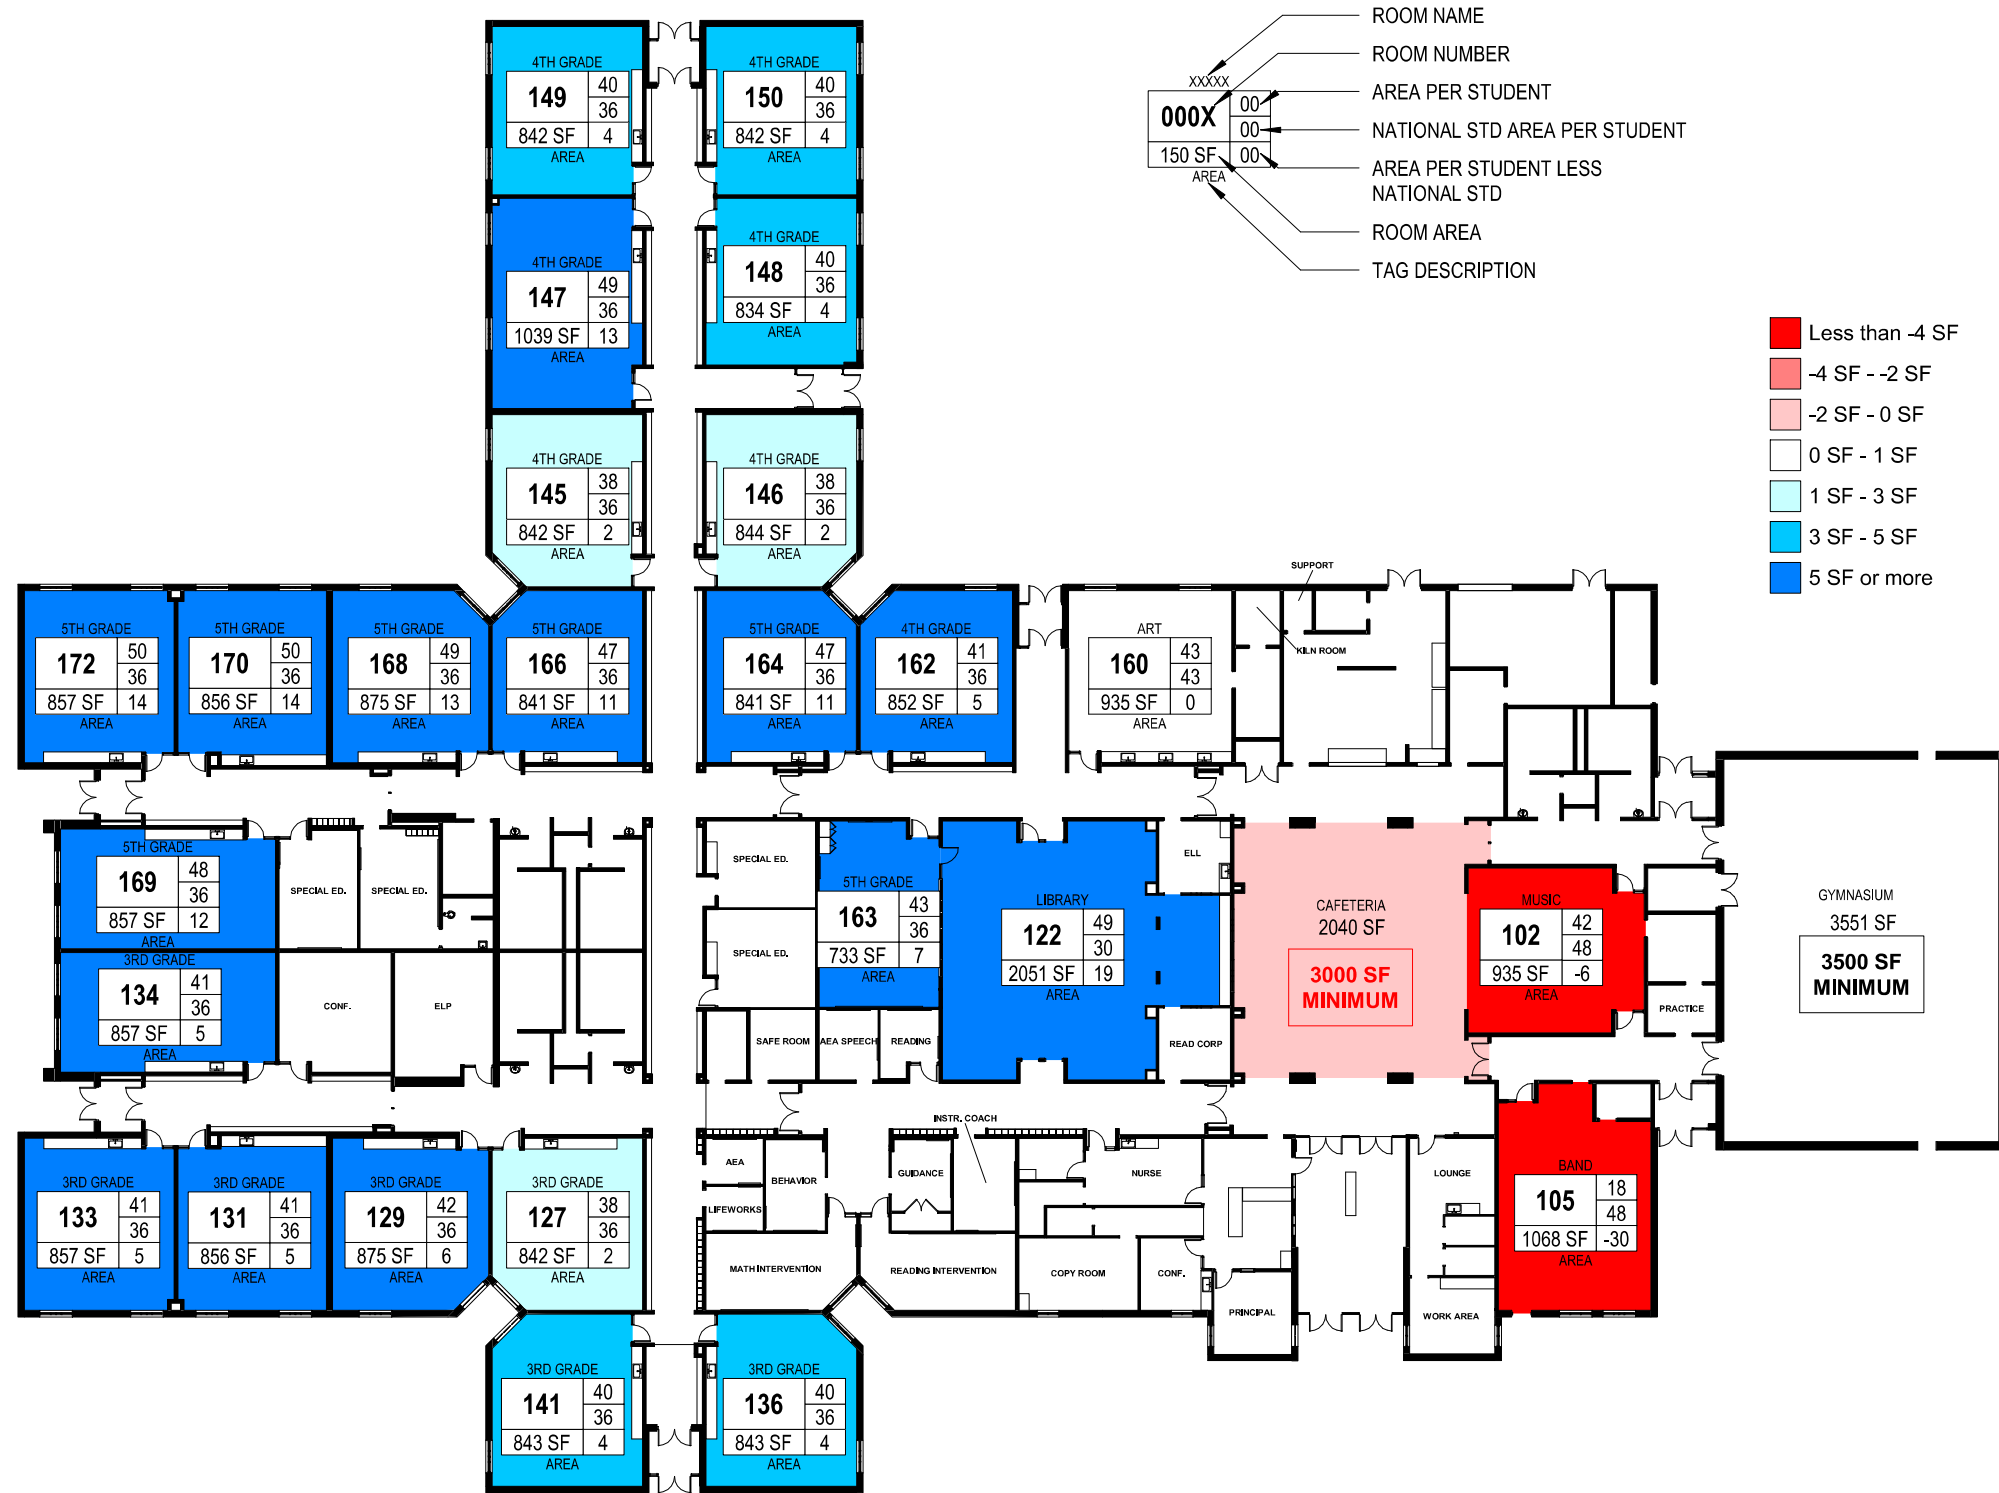 ROOM NAME
ROOM NUMBER
AREA PER STUDENT
NATIONAL STD AREA PER STUDENT
AREA PER STUDENT LESS
NATIONAL STD
ROOM AREA
TAG DESCRIPTION
XXXXX
000X
00
00
150 SF
00
AREA
Less than -4 SF
-4 SF - -2 SF
-2 SF - 0 SF
0 SF - 1 SF
1 SF - 3 SF
3 SF - 5 SF
5 SF or more
4TH GRADE
149
40
36
842 SF
4
AREA
4TH GRADE
150
40
36
842 SF
4
AREA
4TH GRADE
147
49
36
1039 SF
13
AREA
4TH GRADE
148
40
36
834 SF
4
AREA
4TH GRADE
145
38
36
842 SF
2
AREA
4TH GRADE
146
38
36
844 SF
2
AREA
5TH GRADE
172
50
36
857 SF
14
AREA
5TH GRADE
170
50
36
856 SF
14
AREA
5TH GRADE
168
49
36
875 SF
13
AREA
5TH GRADE
166
47
36
841 SF
11
AREA
5TH GRADE
164
47
36
841 SF
11
AREA
4TH GRADE
162
41
36
852 SF
5
AREA
ART
160
43
43
935 SF
0
AREA
SUPPORT
KILN ROOM
5TH GRADE
169
48
36
857 SF
12
AREA
SPECIAL ED.
SPECIAL ED.
3RD GRADE
134
41
36
857 SF
5
AREA
CONF.
ELP
SPECIAL ED.
SPECIAL ED.
5TH GRADE
163
43
36
733 SF
7
AREA
LIBRARY
122
49
30
2051 SF
19
AREA
ELL
READ CORP
SAFE ROOM
AEA SPEECH
READING
CAFETERIA
2040 SF
3000 SF
MINIMUM
MUSIC
102
42
48
935 SF
-6
AREA
PRACTICE
GYMNASIUM
3551 SF
3500 SF
MINIMUM
3RD GRADE
133
41
36
857 SF
5
AREA
3RD GRADE
131
41
36
856 SF
5
AREA
3RD GRADE
129
42
36
875 SF
6
AREA
3RD GRADE
127
38
36
842 SF
2
AREA
AEA
LIFEWORKS
BEHAVIOR
GUIDANCE
INSTR. COACH
MATH INTERVENTION
READING INTERVENTION
NURSE
COPY ROOM
CONF.
PRINCIPAL
LOUNGE
WORK AREA
BAND
105
18
48
1068 SF
-30
AREA
3RD GRADE
141
40
36
843 SF
4
AREA
3RD GRADE
136
40
36
843 SF
4
AREA